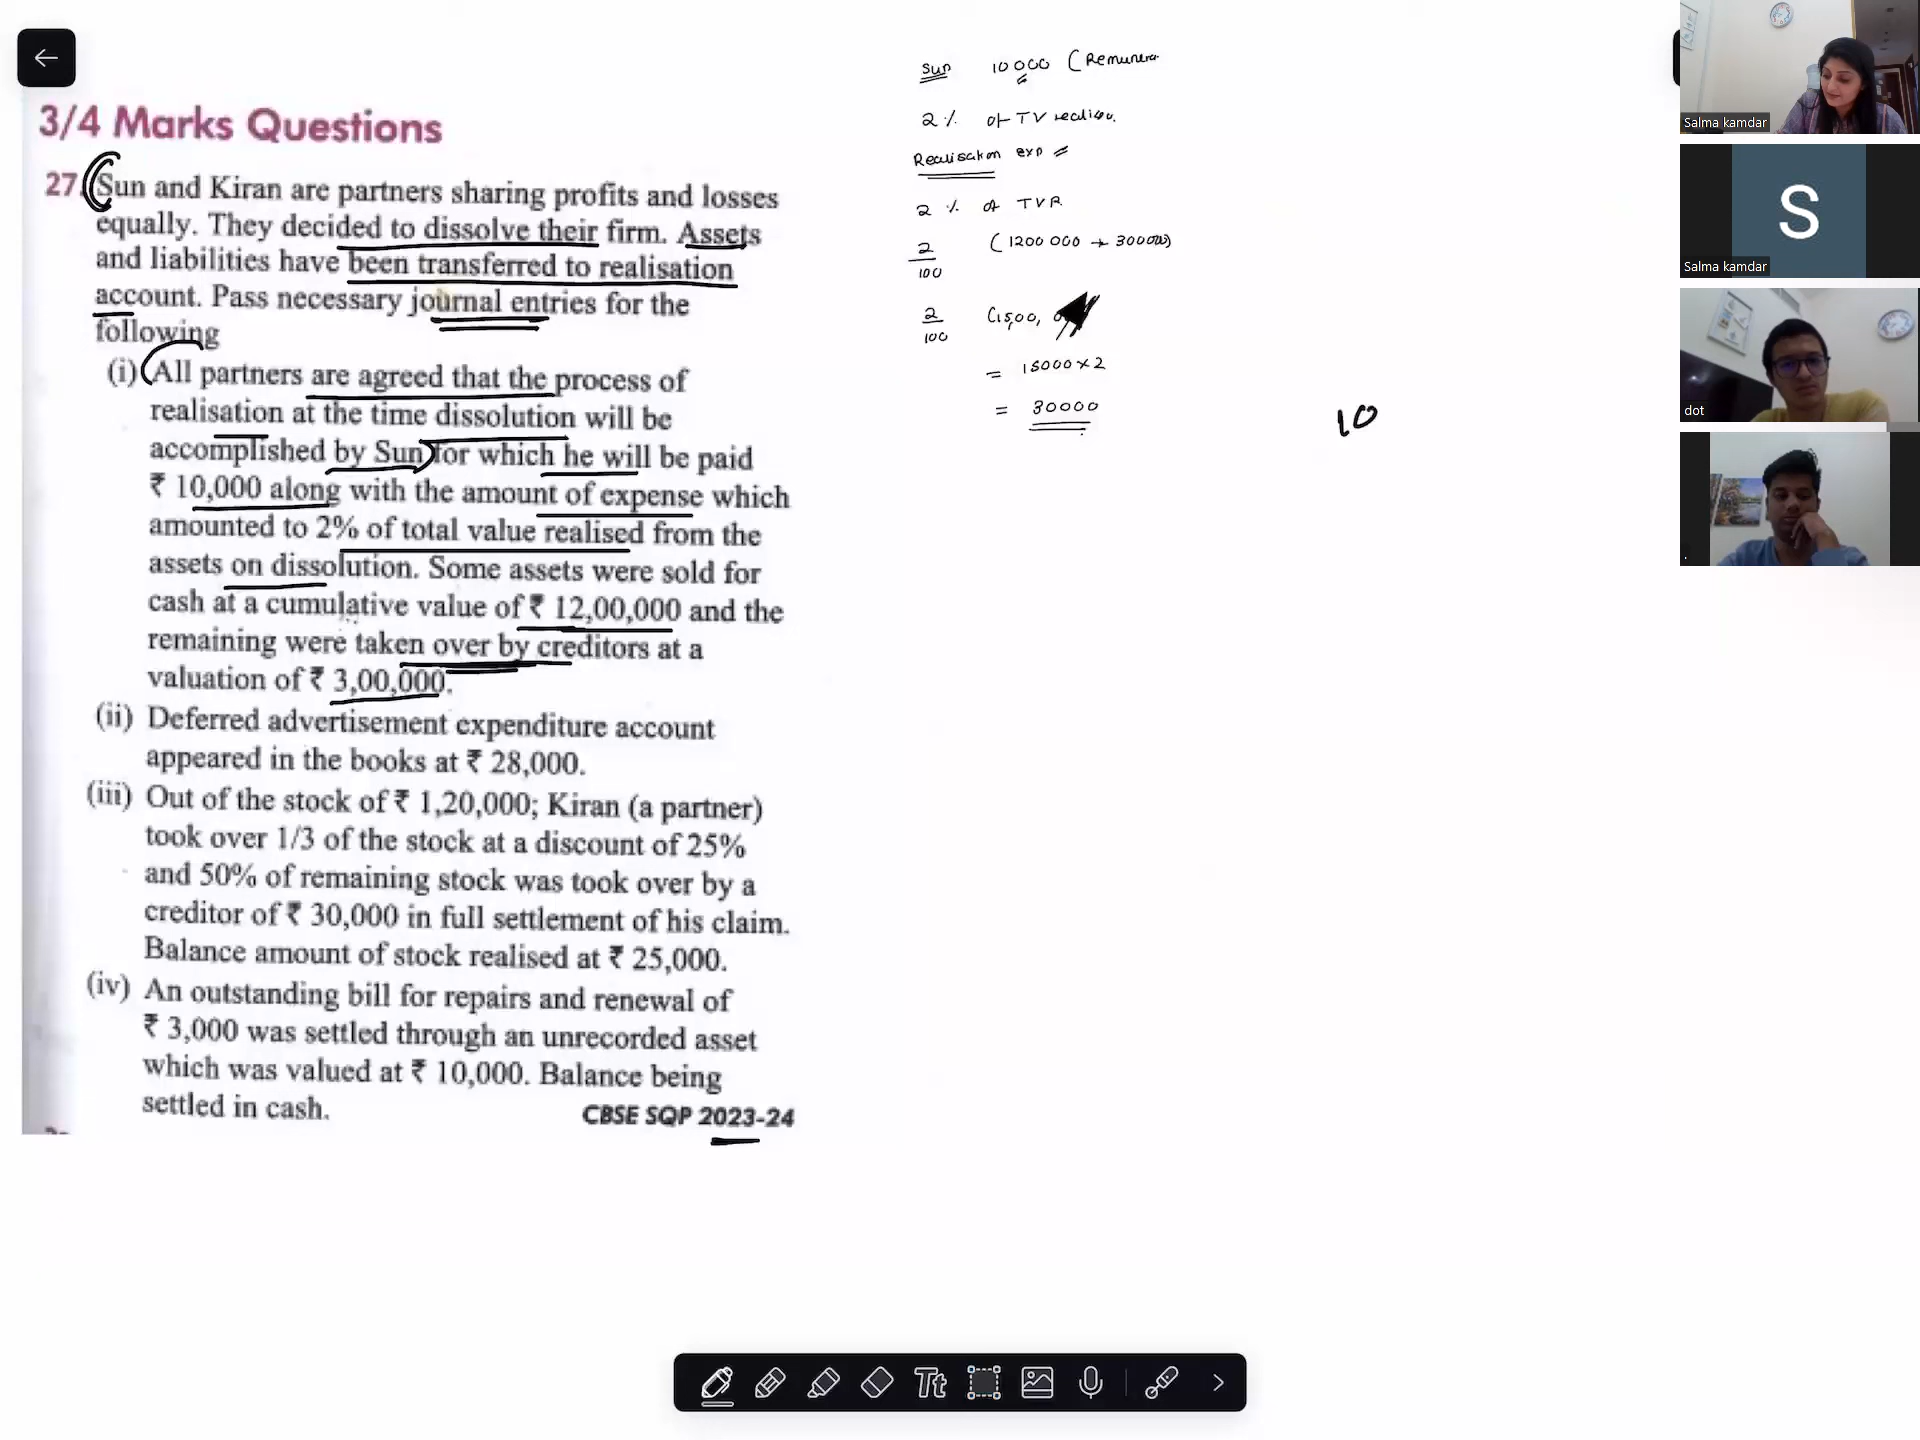 3/4 Marks Questions
27. Sun and Kiran are partners sharing profits and losses
equally. They decided to dissolve their firm. Assets
and liabilities have been transferred to realisation
account. Pass necessary journal entries for the
following
(i) All partners are agreed that the process of
realisation at the time dissolution will be
accomplished by Sun for which he will be paid
₹ 10,000 along with the amount of expense which
amounted to 2% of total value realised from the
assets on dissolution. Some assets were sold for
cash at a cumulative value of ₹ 12,00,000 and the
remaining were taken over by creditors at a
valuation of ₹ 3,00,000.
(ii) Deferred advertisement expenditure account
appeared in the books at ₹ 28,000.
(iii) Out of the stock of ₹ 1,20,000; Kiran (a partner)
took over 1/3 of the stock at a discount of 25%
and 50% of remaining stock was took over by a
creditor of ₹ 30,000 in full settlement of his claim.
Balance amount of stock realised at ₹ 25,000.
(iv) An outstanding bill for repairs and renewal of
₹ 3,000 was settled through an unrecorded asset
which was valued at ₹ 10,000. Balance being
settled in cash.
CBSE SQP 2023-24
Sun 10000 (Remunera
2% of TV realisa.
Realisation exp =
2 % of TVR
2/100 (1200 000 + 300000)
2/100 (15,00,
= 15000 × 2
= 30000
10
Salma kamdar
S
Salma kamdar
dot
.
Tt